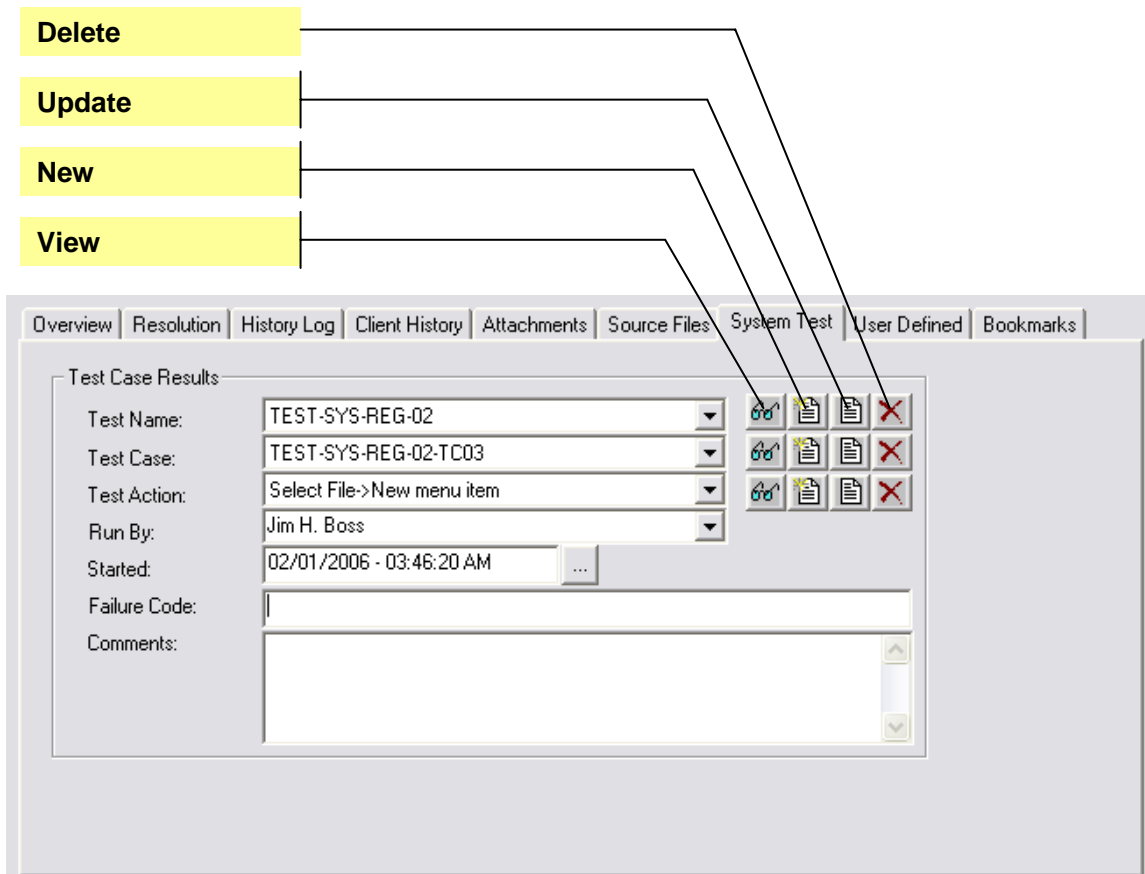 Delete
Update
New
View
Overview Resolution History Log Client History Attachments Source Files System Test User Defined Bookmarks
Test Case Results
Test Name: TEST-SYS-REG-02
Test Case: TEST-SYS-REG-02-TC03
Test Action: Select File->New menu item
Run By: Jim H. Boss
Started: 02/01/2006 - 03:46:20 AM ...
Failure Code:
Comments: